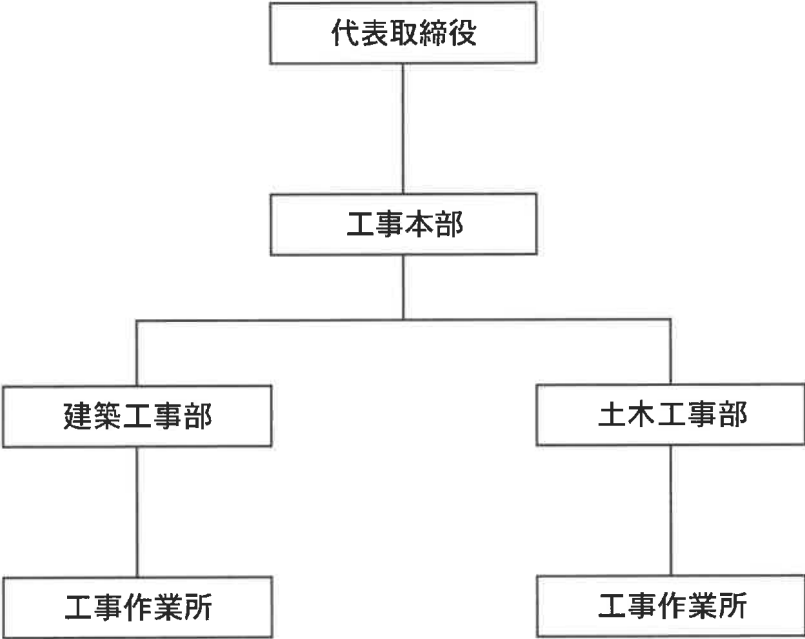 代表取締役
工事本部
建築工事部
土木工事部
工事作業所
工事作業所